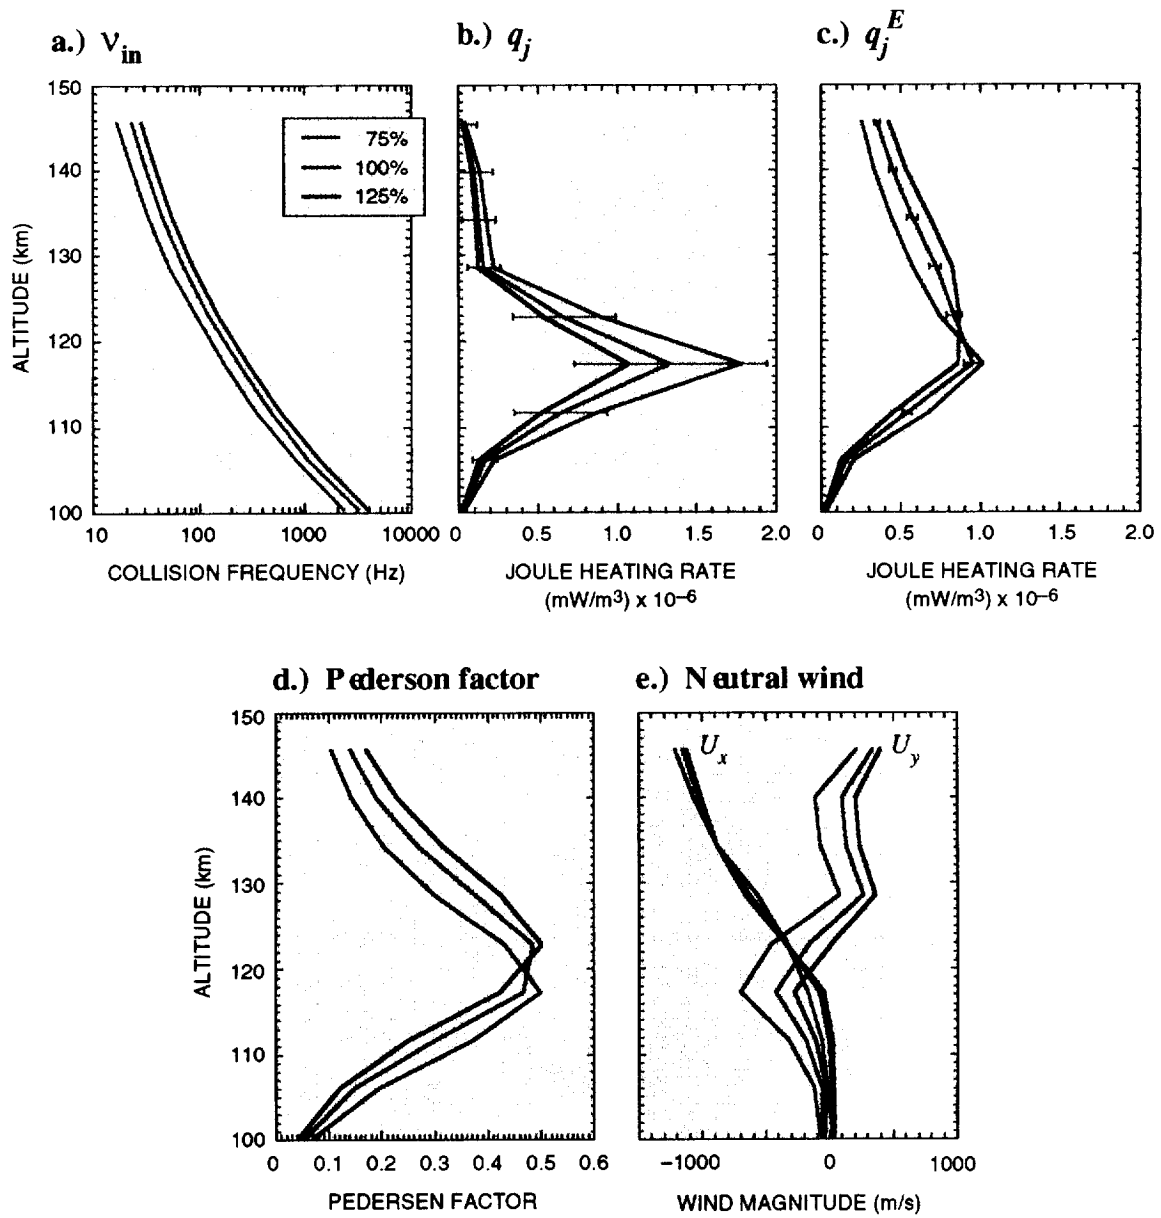 a.) νin
b.) qj
c.) qjE
150
140
130
120
110
100
ALTITUDE (km)
75%
100%
125%
10 100 1000 10000
0 0.5 1.0 1.5 2.0
0 0.5 1.0 1.5 2.0
COLLISION FREQUENCY (Hz)
JOULE HEATING RATE
(mW/m3) x 10–6
JOULE HEATING RATE
(mW/m3) x 10–6
d.) Pederson factor
e.) Neutral wind
150
140
130
120
110
100
ALTITUDE (km)
Ux
Uy
0 0.1 0.2 0.3 0.4 0.5 0.6
−1000 0 1000
PEDERSEN FACTOR
WIND MAGNITUDE (m/s)